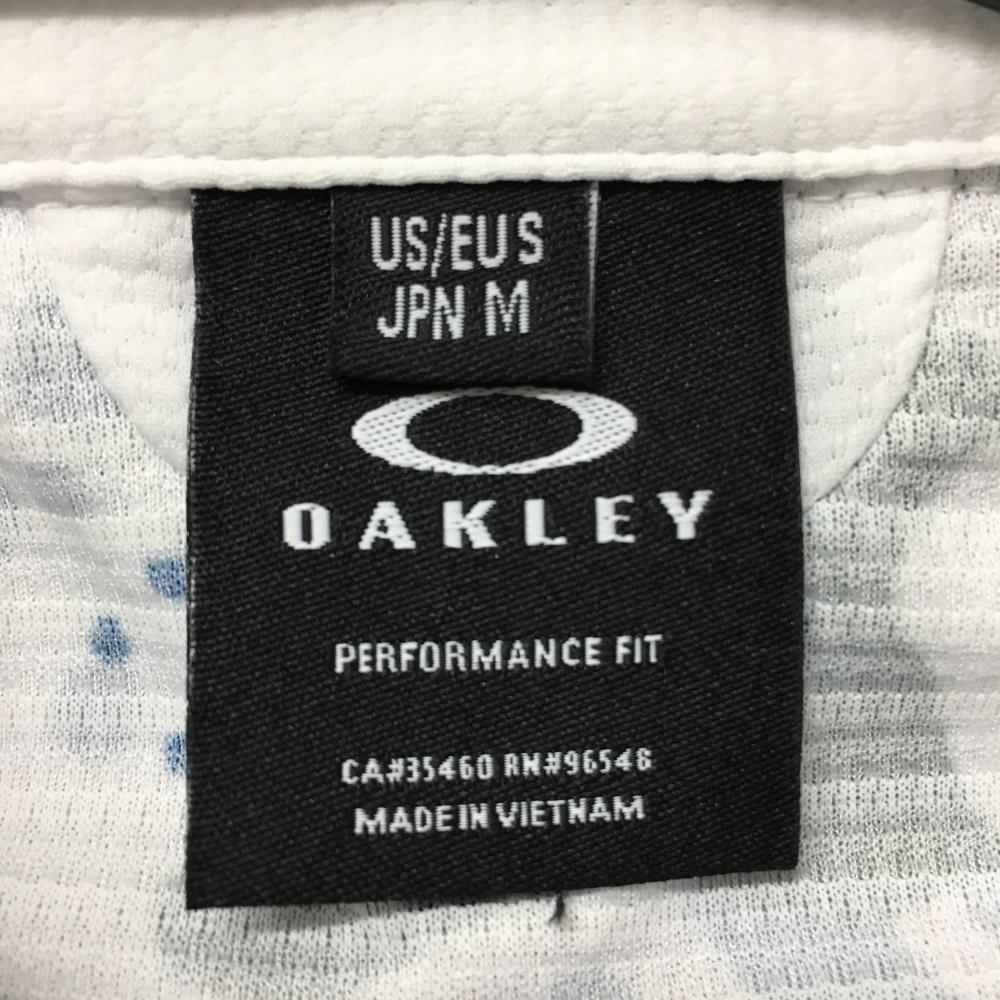 US/EU S
JPN M
OAKLEY
PERFORMANCE FIT
CA#35460 RN#96548
MADE IN VIETNAM